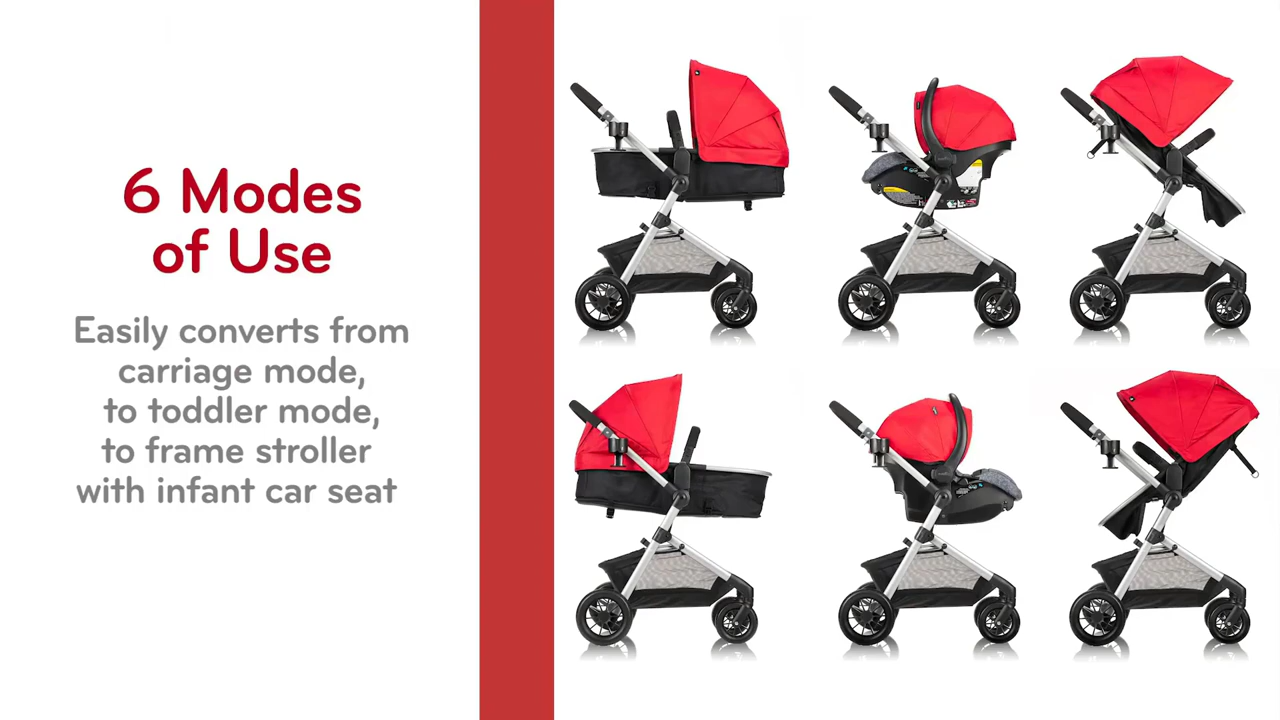 6 Modes
of Use
Easily converts from
carriage mode,
to toddler mode,
to frame stroller
with infant car seat